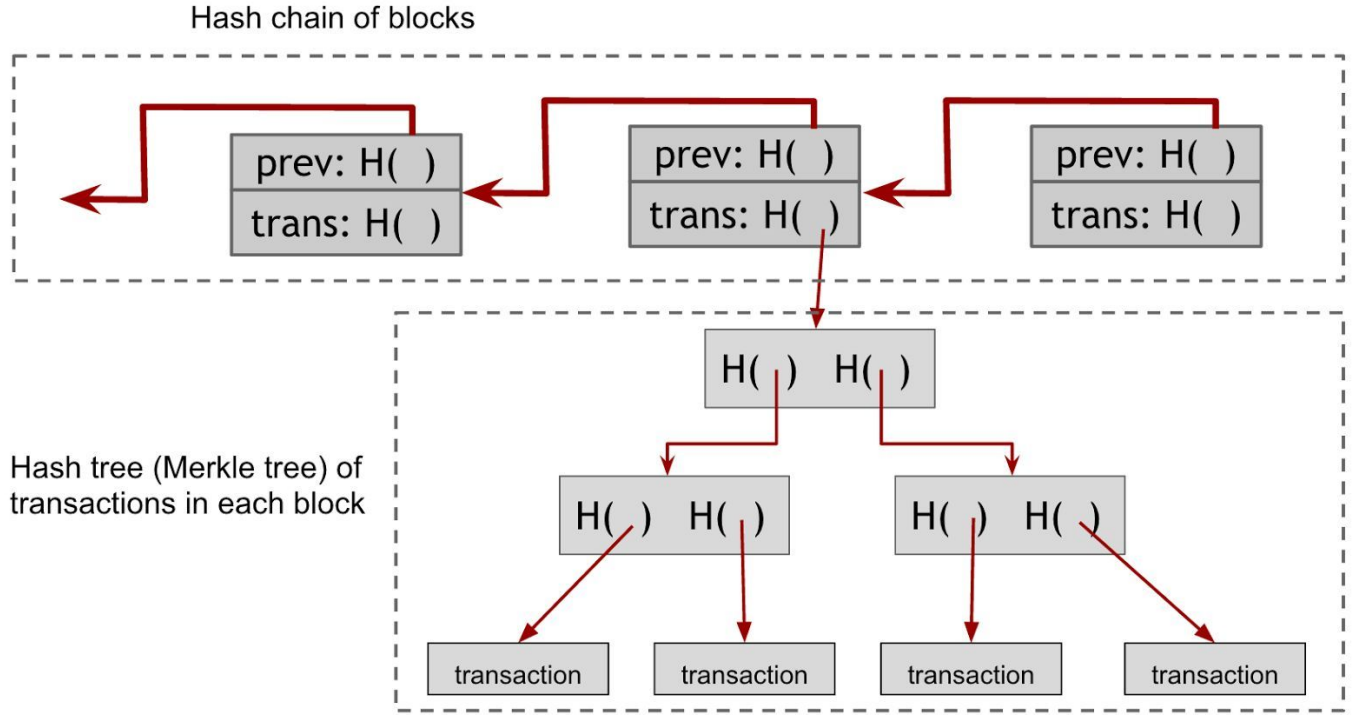 Hash chain of blocks
prev: H( )
trans: H( )
prev: H( )
trans: H( )
prev: H( )
trans: H( )
H( ) H( )
Hash tree (Merkle tree) of
transactions in each block
H( ) H( )
H( ) H( )
transaction
transaction
transaction
transaction